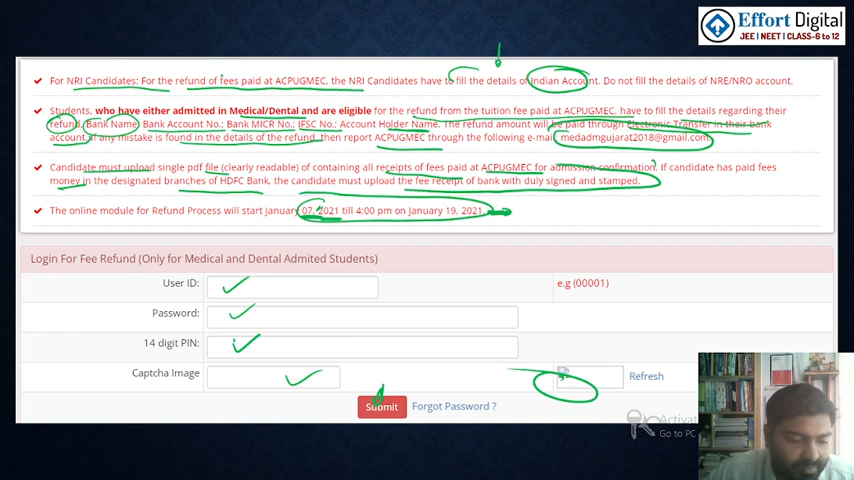 Effort Digital
JEE | NEET | CLASS-6 to 12
For NRI Candidates: For the refund of fees paid at ACPUGMEC, the NRI Candidates have to fill the details of Indian Account. Do not fill the details of NRE/NRO account.
Students, who have either admitted in Medical/Dental and are eligible for the refund from the tuition fee paid at ACPUGMEC, have to fill the details regarding their
refund, Bank Name, Bank Account No.; Bank MICR No.; IFSC No.; Account Holder Name. The refund amount will be paid through Electronic Transfer in their bank
account. If any mistake is found in the details of the refund, then report ACPUGMEC through the following e-mail medadmgujarat2018@gmail.com.
Candidate must upload single pdf file (clearly readable) of containing all receipts of fees paid at ACPUGMEC for admission confirmation. If candidate has paid fees
money in the designated branches of HDFC Bank, the candidate must upload the fee receipt of bank with duly signed and stamped.
The online module for Refund Process will start January 07, 2021 till 4:00 pm on January 19, 2021.
Login For Fee Refund (Only for Medical and Dental Admited Students)
User ID:
e.g (00001)
Password:
14 digit PIN:
Captcha Image
Refresh
Submit
Forgot Password ?
Go to PC